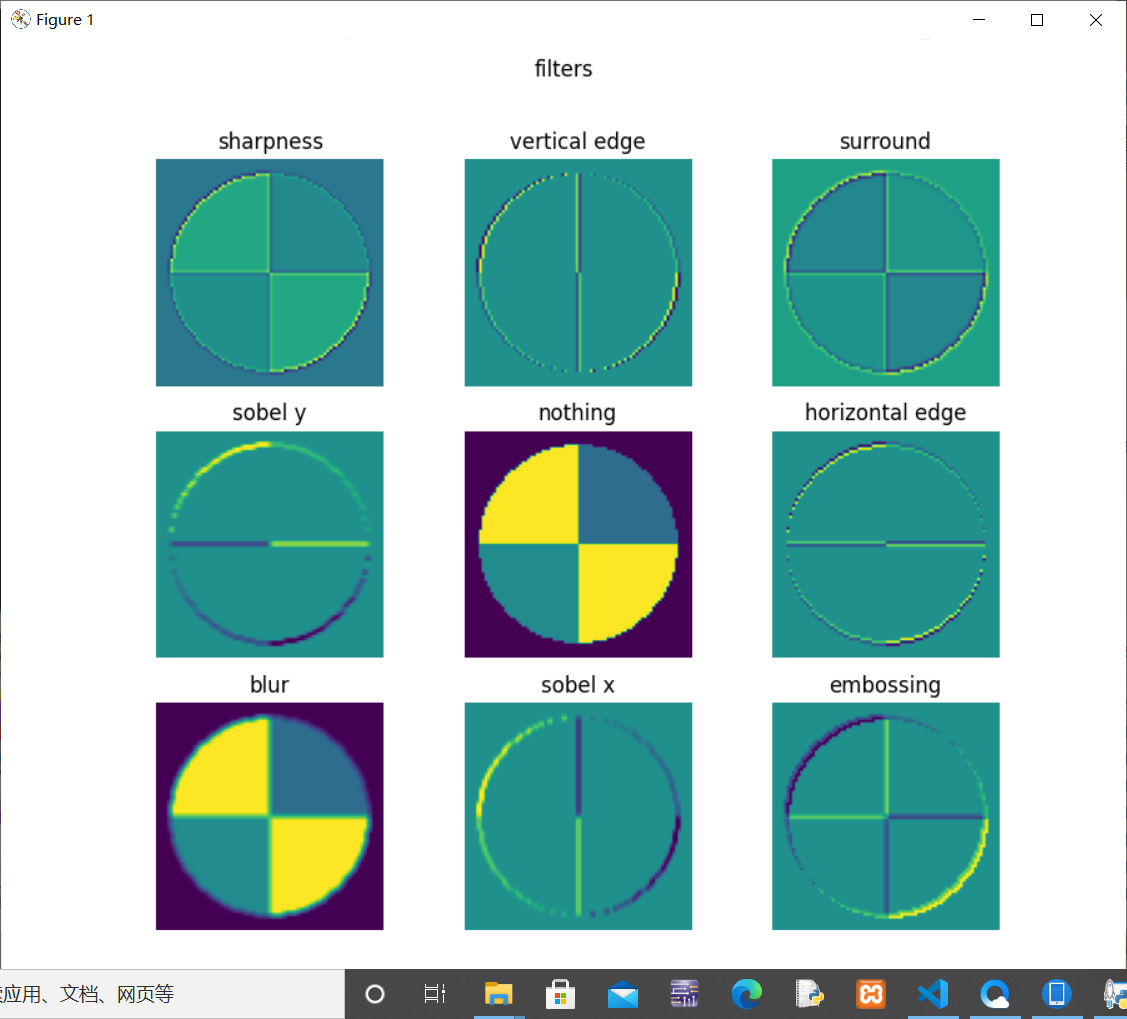 Figure 1
filters
sharpness
vertical edge
surround
sobel y
nothing
horizontal edge
blur
sobel x
embossing
应用、文档、网页等